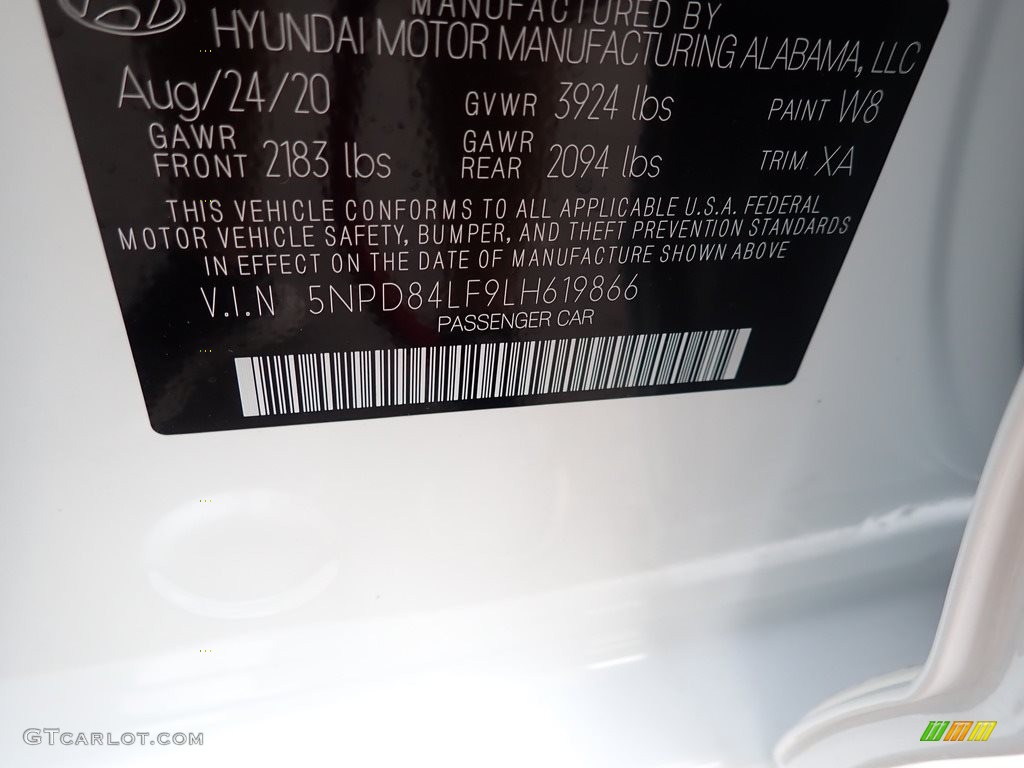 MANUFACTURED BY
HYUNDAI MOTOR MANUFACTURING ALABAMA, LLC
Aug/24/20 GVWR 3924 lbs PAINT W8
GAWR FRONT 2183 lbs GAWR REAR 2094 lbs TRIM XA
THIS VEHICLE CONFORMS TO ALL APPLICABLE U.S.A. FEDERAL
MOTOR VEHICLE SAFETY, BUMPER, AND THEFT PREVENTION STANDARDS
IN EFFECT ON THE DATE OF MANUFACTURE SHOWN ABOVE
V.I.N 5NPD84LF9LH619866
PASSENGER CAR
GTCARLOT.COM